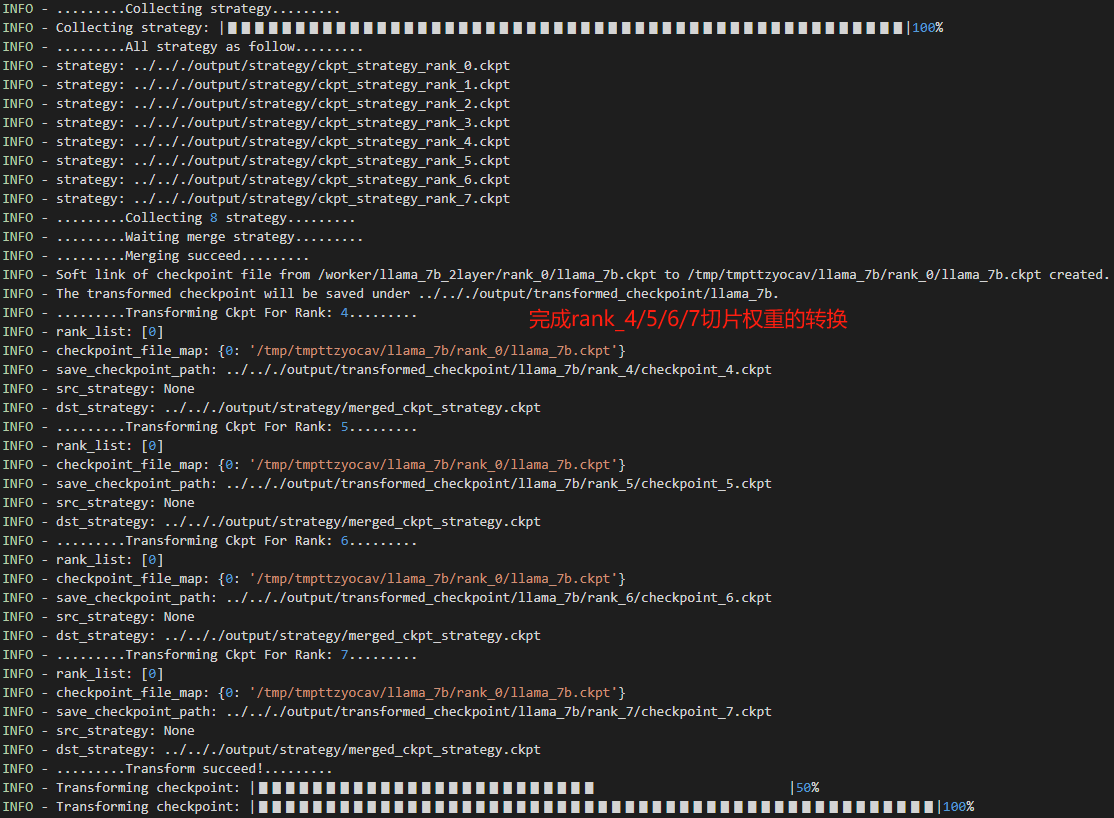 INFO - .........Collecting strategy.........
INFO - Collecting strategy: |██████████████████████████████████████████████████|100%
INFO - .........All strategy as follow.........
INFO - strategy: ../.././output/strategy/ckpt_strategy_rank_0.ckpt
INFO - strategy: ../.././output/strategy/ckpt_strategy_rank_1.ckpt
INFO - strategy: ../.././output/strategy/ckpt_strategy_rank_2.ckpt
INFO - strategy: ../.././output/strategy/ckpt_strategy_rank_3.ckpt
INFO - strategy: ../.././output/strategy/ckpt_strategy_rank_4.ckpt
INFO - strategy: ../.././output/strategy/ckpt_strategy_rank_5.ckpt
INFO - strategy: ../.././output/strategy/ckpt_strategy_rank_6.ckpt
INFO - strategy: ../.././output/strategy/ckpt_strategy_rank_7.ckpt
INFO - .........Collecting 8 strategy.........
INFO - .........Waiting merge strategy.........
INFO - .........Merging succeed.........
INFO - Soft link of checkpoint file from /worker/llama_7b_2layer/rank_0/llama_7b.ckpt to /tmp/tmpttzyocav/llama_7b/rank_0/llama_7b.ckpt created.
INFO - The transformed checkpoint will be saved under ../.././output/transformed_checkpoint/llama_7b.
INFO - .........Transforming Ckpt For Rank: 4.........
完成rank_4/5/6/7切片权重的转换
INFO - rank_list: [0]
INFO - checkpoint_file_map: {0: '/tmp/tmpttzyocav/llama_7b/rank_0/llama_7b.ckpt'}
INFO - save_checkpoint_path: ../.././output/transformed_checkpoint/llama_7b/rank_4/checkpoint_4.ckpt
INFO - src_strategy: None
INFO - dst_strategy: ../.././output/strategy/merged_ckpt_strategy.ckpt
INFO - .........Transforming Ckpt For Rank: 5.........
INFO - rank_list: [0]
INFO - checkpoint_file_map: {0: '/tmp/tmpttzyocav/llama_7b/rank_0/llama_7b.ckpt'}
INFO - save_checkpoint_path: ../.././output/transformed_checkpoint/llama_7b/rank_5/checkpoint_5.ckpt
INFO - src_strategy: None
INFO - dst_strategy: ../.././output/strategy/merged_ckpt_strategy.ckpt
INFO - .........Transforming Ckpt For Rank: 6.........
INFO - rank_list: [0]
INFO - checkpoint_file_map: {0: '/tmp/tmpttzyocav/llama_7b/rank_0/llama_7b.ckpt'}
INFO - save_checkpoint_path: ../.././output/transformed_checkpoint/llama_7b/rank_6/checkpoint_6.ckpt
INFO - src_strategy: None
INFO - dst_strategy: ../.././output/strategy/merged_ckpt_strategy.ckpt
INFO - .........Transforming Ckpt For Rank: 7.........
INFO - rank_list: [0]
INFO - checkpoint_file_map: {0: '/tmp/tmpttzyocav/llama_7b/rank_0/llama_7b.ckpt'}
INFO - save_checkpoint_path: ../.././output/transformed_checkpoint/llama_7b/rank_7/checkpoint_7.ckpt
INFO - src_strategy: None
INFO - dst_strategy: ../.././output/strategy/merged_ckpt_strategy.ckpt
INFO - .........Transform succeed!.........
INFO - Transforming checkpoint: |█████████████████████████                         |50%
INFO - Transforming checkpoint: |██████████████████████████████████████████████████|100%